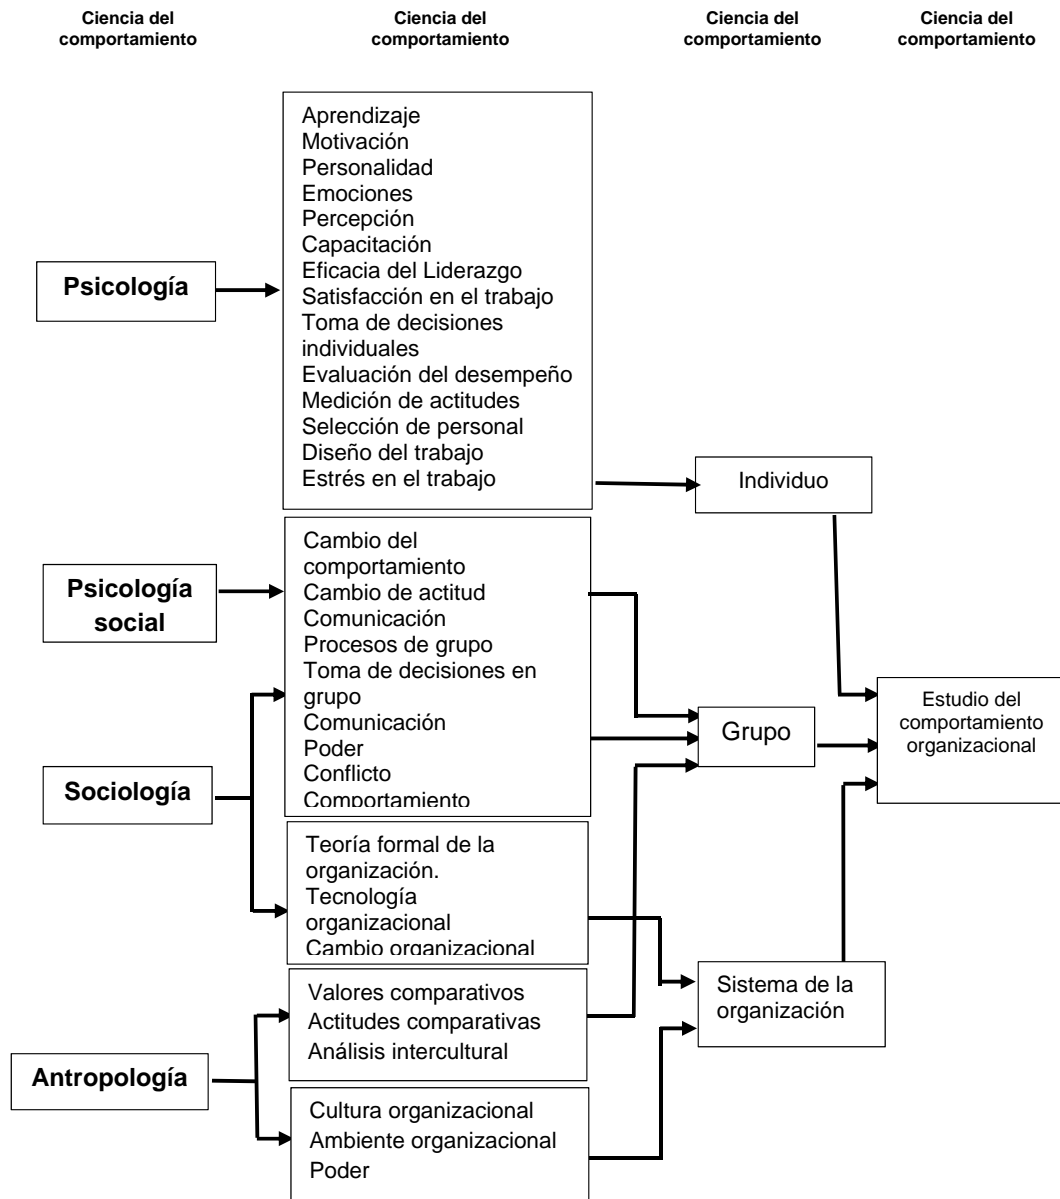 Ciencia del
comportamiento
Ciencia del
comportamiento
Ciencia del
comportamiento
Ciencia del
comportamiento
Psicología
Aprendizaje
Motivación
Personalidad
Emociones
Percepción
Capacitación
Eficacia del Liderazgo
Satisfacción en el trabajo
Toma de decisiones
individuales
Evaluación del desempeño
Medición de actitudes
Selección de personal
Diseño del trabajo
Estrés en el trabajo
Individuo
Psicología
social
Cambio del
comportamiento
Cambio de actitud
Comunicación
Procesos de grupo
Toma de decisiones en
grupo
Comunicación
Poder
Conflicto
Comportamiento
Grupo
Estudio del
comportamiento
organizacional
Sociología
Teoría formal de la
organización.
Tecnología
organizacional
Cambio organizacional
Sistema de la
organización
Antropología
Valores comparativos
Actitudes comparativas
Análisis intercultural
Cultura organizacional
Ambiente organizacional
Poder